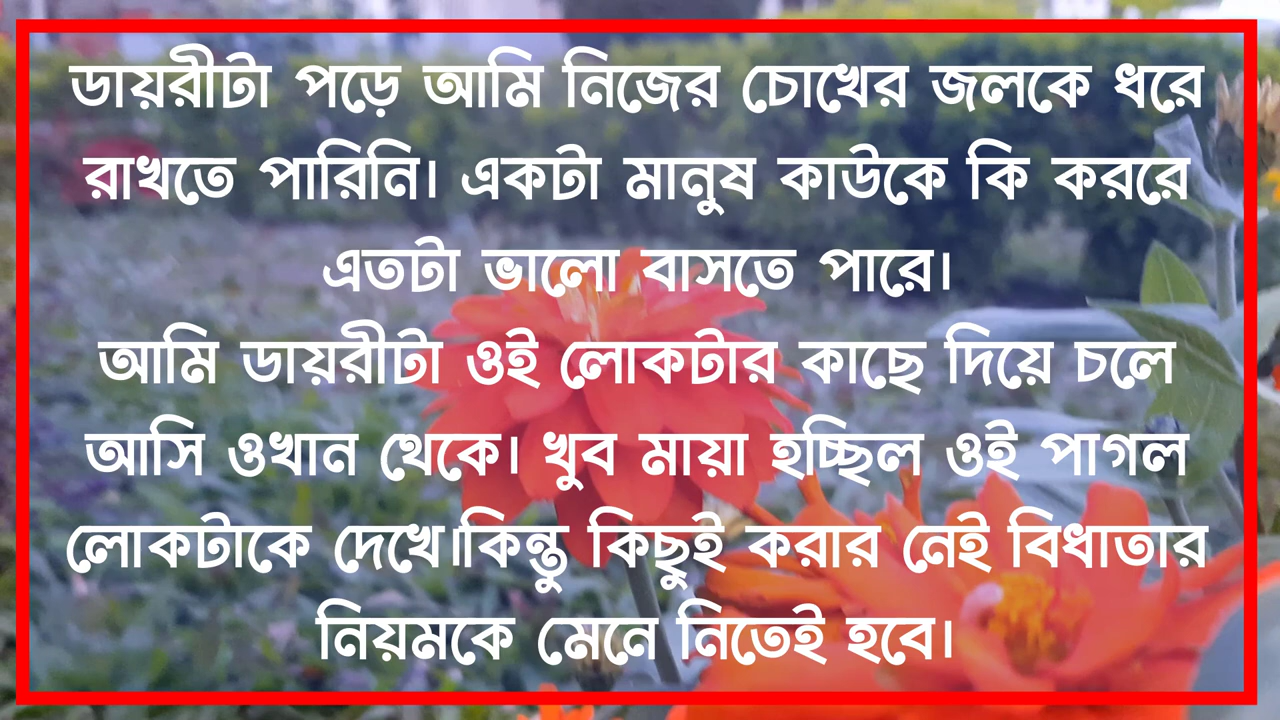 ডায়রীটা পড়ে আমি নিজের চোখের জলকে ধরে
রাখতে পারিনি। একটা মানুষ কাউকে কি কররে
এতটা ভালো বাসতে পারে।
আমি ডায়রীটা ওই লোকটার কাছে দিয়ে চলে
আসি ওখান থেকে। খুব মায়া হচ্ছিল ওই পাগল
লোকটাকে দেখে।কিন্তু কিছুই করার নেই বিধাতার
নিয়মকে মেনে নিতেই হবে।